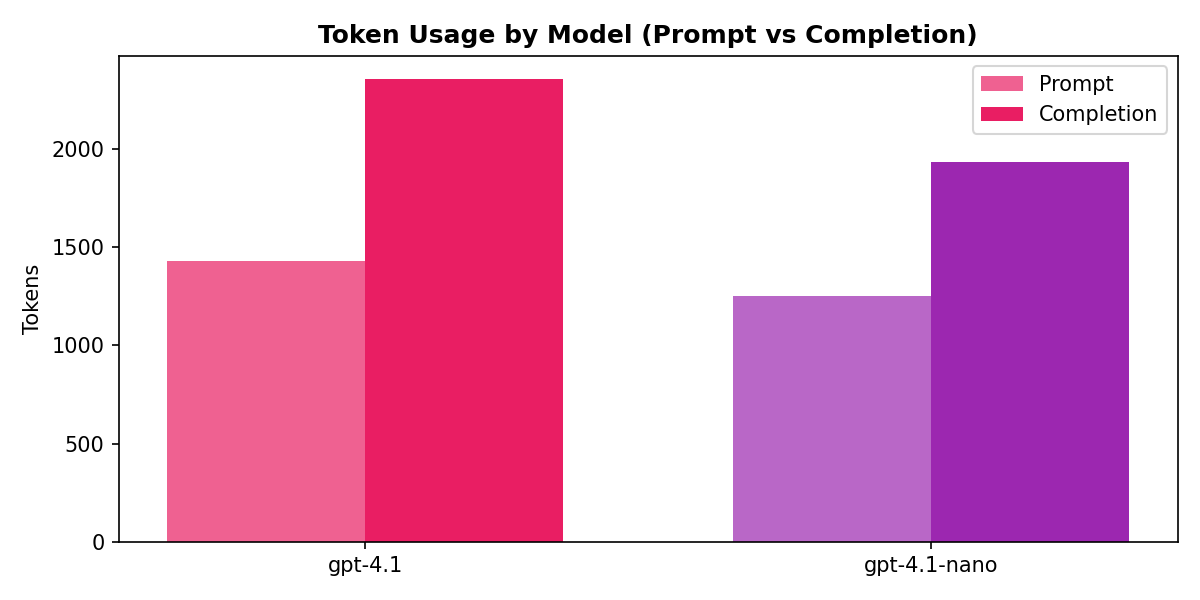 Token Usage by Model (Prompt vs Completion)
Prompt
Completion
2000
1500
1000
500
0
Tokens
gpt-4.1
gpt-4.1-nano